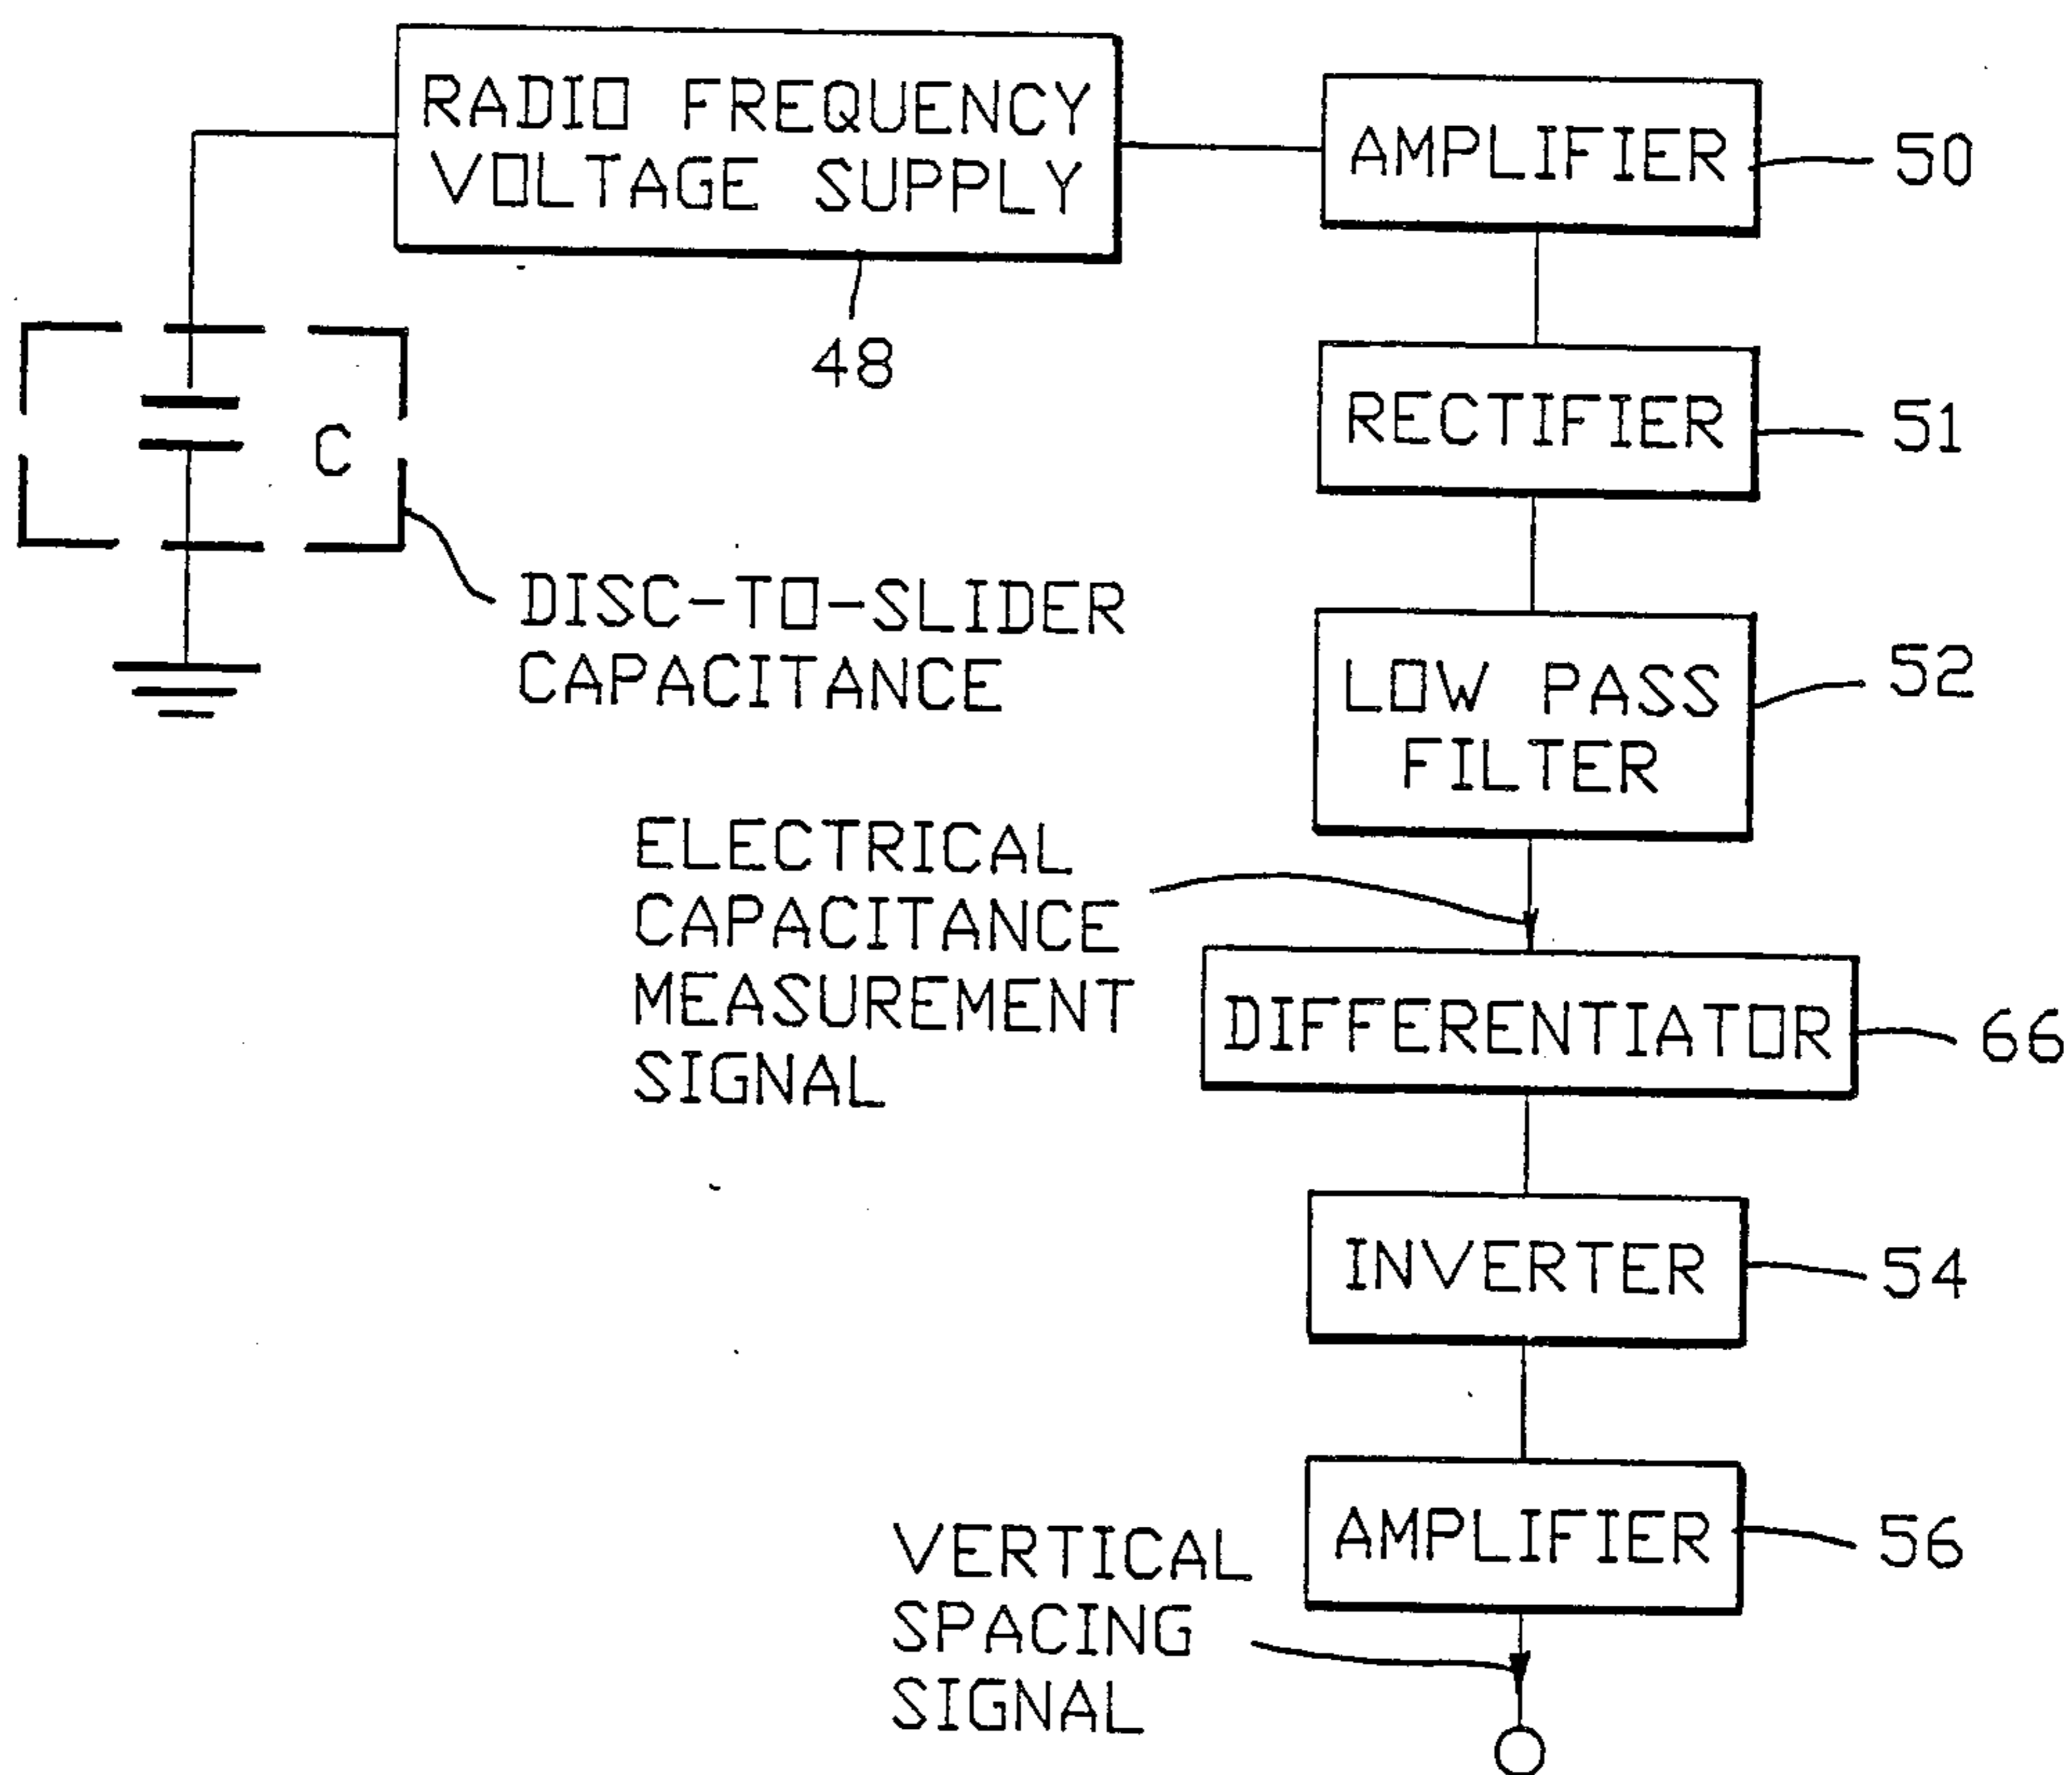 RADIO FREQUENCY
VOLTAGE SUPPLY
48
AMPLIFIER
50
RECTIFIER
51
C
DISC-TO-SLIDER
CAPACITANCE
LOW PASS
FILTER
52
ELECTRICAL
CAPACITANCE
MEASUREMENT
SIGNAL
DIFFERENTIATOR
66
INVERTER
54
AMPLIFIER
56
VERTICAL
SPACING
SIGNAL